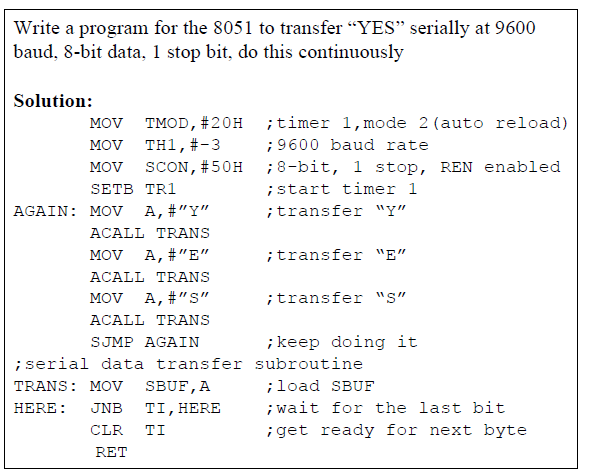 Write a program for the 8051 to transfer “YES” serially at 9600
baud, 8-bit data, 1 stop bit, do this continuously
Solution:
MOV TMOD,#20H ;timer 1,mode 2(auto reload)
MOV TH1,#-3 ;9600 baud rate
MOV SCON,#50H ;8-bit, 1 stop, REN enabled
SETB TR1 ;start timer 1
AGAIN: MOV A,#”Y” ;transfer “Y”
ACALL TRANS
MOV A,#”E” ;transfer “E”
ACALL TRANS
MOV A,#”S” ;transfer “S”
ACALL TRANS
SJMP AGAIN ;keep doing it
;serial data transfer subroutine
TRANS: MOV SBUF,A ;load SBUF
HERE: JNB TI,HERE ;wait for the last bit
CLR TI ;get ready for next byte
RET